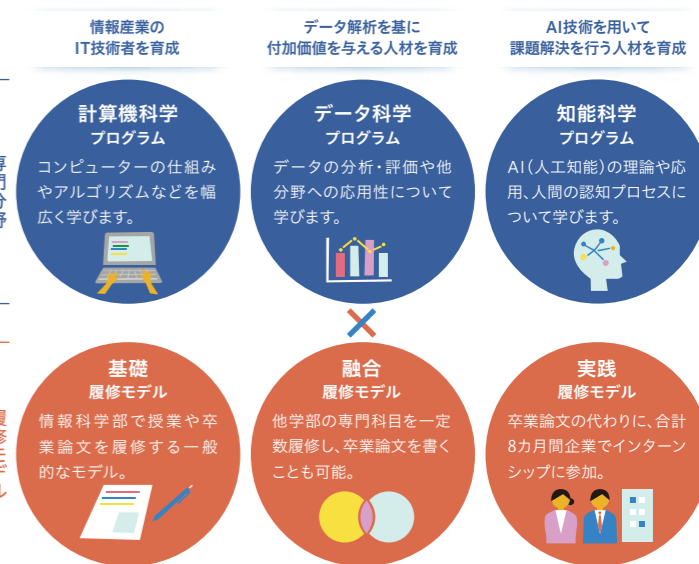 情報産業の
IT技術者を育成
データ解析を基に
付加価値を与える人材を育成
AI技術を用いて
課題解決を行う人材を育成
専門分野
計算機科学
プログラム
コンピューターの仕組み
やアルゴリズムなどを幅
広く学びます。
データ科学
プログラム
データの分析・評価や他
分野への応用性について
学びます。
知能科学
プログラム
AI(人工知能)の理論や応
用、人間の認知プロセスに
ついて学びます。
履修モデル
基礎
履修モデル
情報科学部で授業や卒
業論文を履修する一般
的なモデル。
融合
履修モデル
他学部の専門科目を一定
数履修し、卒業論文を書く
ことも可能。
実践
履修モデル
卒業論文の代わりに、合計
8カ月間企業でインターン
シップに参加。